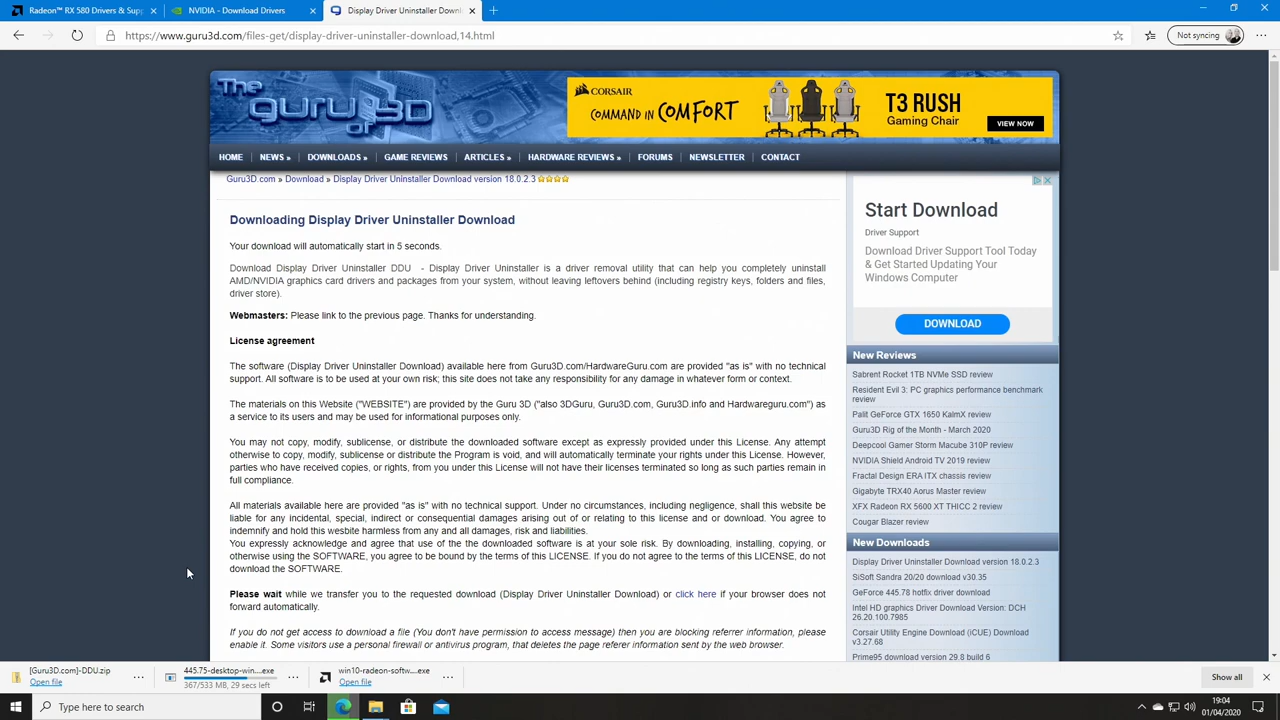 Radeon™ RX 580 Drivers & Supp
NVIDIA - Download Drivers
Display Driver Uninstaller Downl
https://www.guru3d.com/files-get/display-driver-uninstaller-download,14.html
Not syncing
The
guru3D
of
CORSAIR
COMMAND IN COMFORT
T3 RUSH
Gaming Chair
VIEW NOW
HOME
NEWS »
DOWNLOADS »
GAME REVIEWS
ARTICLES »
HARDWARE REVIEWS »
FORUMS
NEWSLETTER
CONTACT
Guru3D.com » Download » Display Driver Uninstaller Download version 18.0.2.3
Downloading Display Driver Uninstaller Download
Your download will automatically start in 5 seconds.
Download Display Driver Uninstaller DDU - Display Driver Uninstaller is a driver removal utility that can help you completely uninstall
AMD/NVIDIA graphics card drivers and packages from your system, without leaving leftovers behind (including registry keys, folders and files,
driver store).
Webmasters: Please link to the previous page. Thanks for understanding.
License agreement
The software (Display Driver Uninstaller Download) available here from Guru3D.com/HardwareGuru.com are provided "as is" with no technical
support. All software is to be used at your own risk; this site does not take any responsibility for any damage in whatever form or context.
The materials on this Website ("WEBSITE") are provided by the Guru 3D ("also 3DGuru, Guru3D.com, Guru3D.info and Hardwareguru.com") as
a service to its users and may be used for informational purposes only.
You may not copy, modify, sublicense, or distribute the downloaded software except as expressly provided under this License. Any attempt
otherwise to copy, modify, sublicense or distribute the Program is void, and will automatically terminate your rights under this License. However,
parties who have received copies, or rights, from you under this License will not have their licenses terminated so long as such parties remain in
full compliance.
All materials available here are provided "as is" with no technical support. Under no circumstances, including negligence, shall this website be
liable for any incidental, special, indirect or consequential damages arising out of or relating to this license and or download. You agree to
indemnify and hold this wesbite harmless from any and all damages, risk and liabilities.
You expressly acknowledge and agree that use of the the downloaded software is at your sole risk. By downloading, installing, copying, or
otherwise using the SOFTWARE, you agree to be bound by the terms of this LICENSE. If you do not agree to the terms of this LICENSE, do not
download the SOFTWARE.
Please wait while we transfer you to the requested download (Display Driver Uninstaller Download) or click here if your browser does not
forward automatically.
If you do not get access to download a file (You don't have permission to access message) then you are blocking referrer information, please
enable it. Some visitors use a personal firewall or antivirus program, that deletes the page referer information sent by the web browser.
Start Download
Driver Support
Download Driver Support Tool Today
& Get Started Updating Your
Windows Computer
DOWNLOAD
New Reviews
Sabrent Rocket 1TB NVMe SSD review
Resident Evil 3: PC graphics performance benchmark
review
Palit GeForce GTX 1650 KalmX review
Guru3D Rig of the Month - March 2020
Deepcool Gamer Storm Macube 310P review
NVIDIA Shield Android TV 2019 review
Fractal Design ERA ITX chassis review
Gigabyte TRX40 Aorus Master review
XFX Radeon RX 5600 XT THICC 2 review
Cougar Blazer review
New Downloads
Display Driver Uninstaller Download version 18.0.2.3
SiSoft Sandra 20/20 download v30.35
GeForce 445.78 hotfix driver download
Intel HD graphics Driver Download Version: DCH
26.20.100.7985
Corsair Utility Engine Download (iCUE) Download
v3.27.68
Prime95 download version 29.8 build 6
[Guru3D.com]-DDU.zip
Open file
445.75-desktop-win....exe
367/533 MB, 29 secs left
win10-radeon-softw....exe
Open file
Show all
Type here to search
19:04
01/04/2020